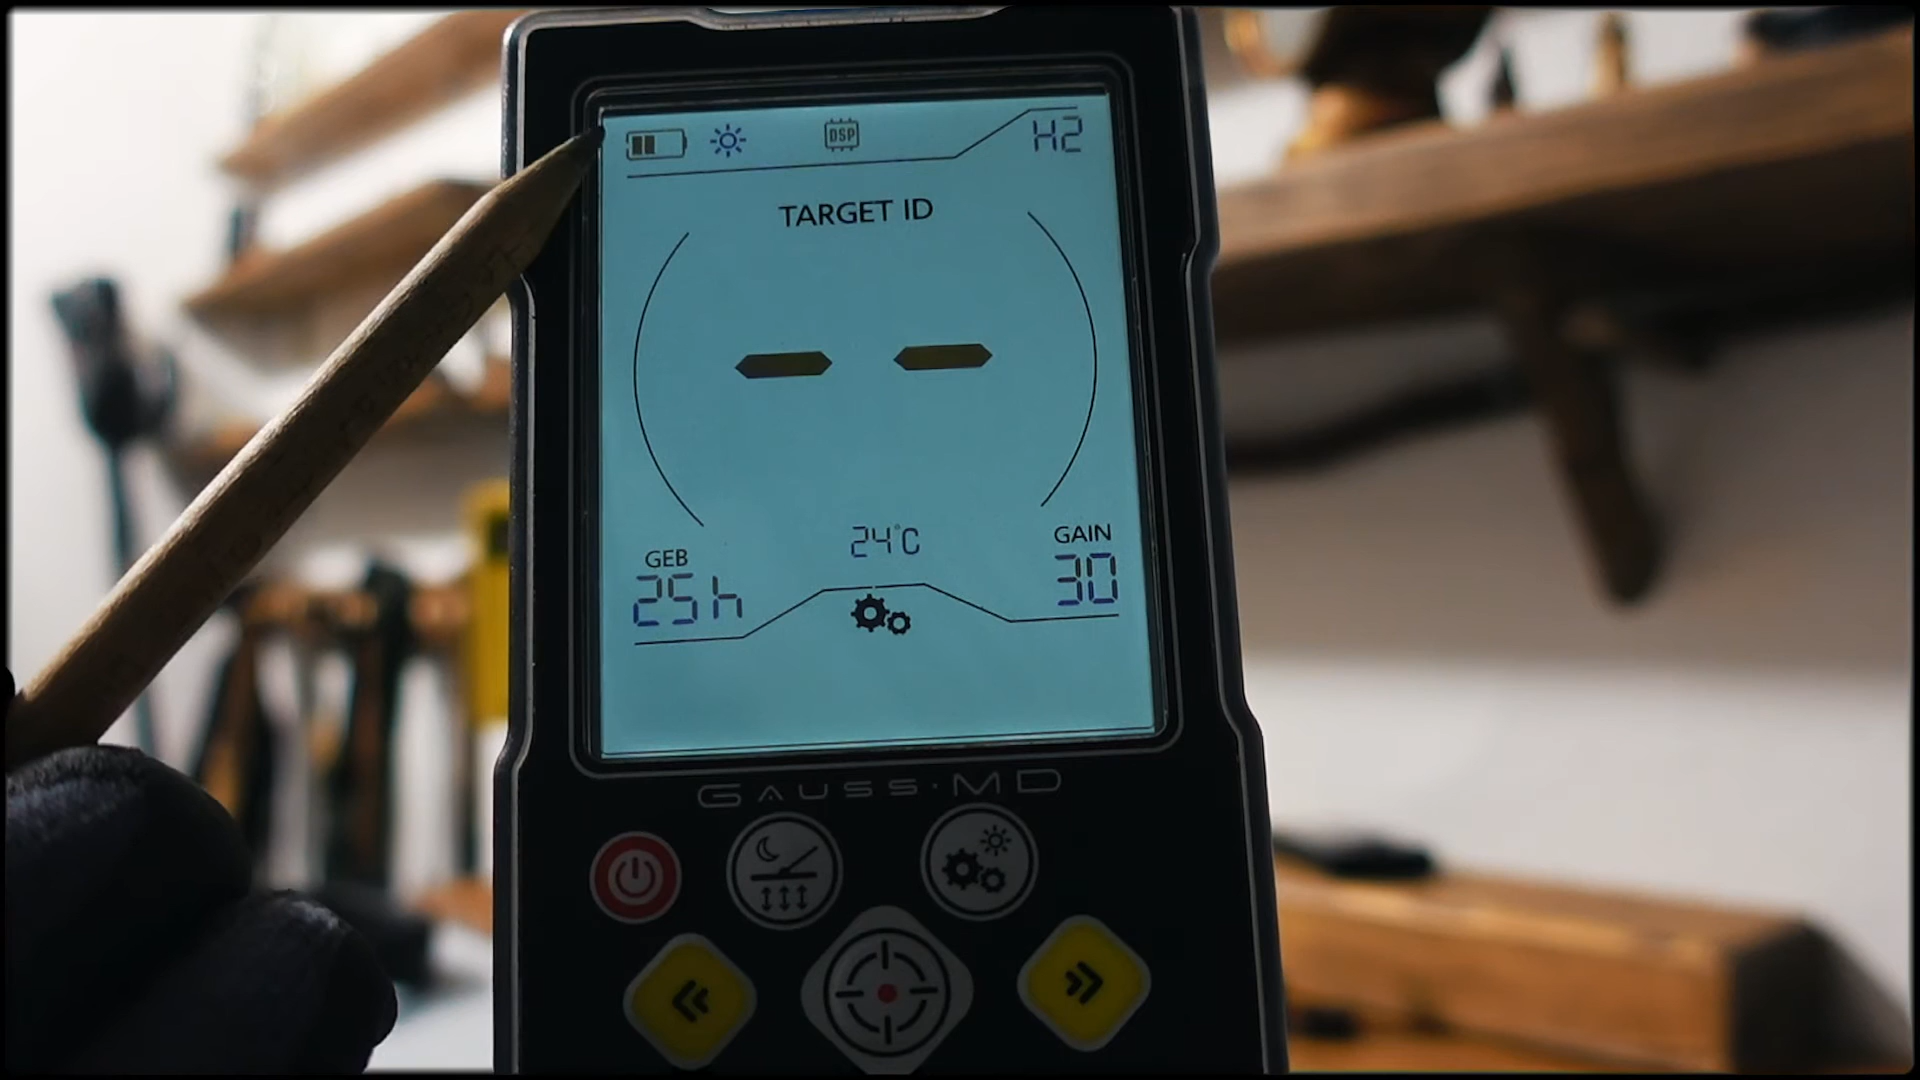 DSP
H2
TARGET ID
--
24°C
GEB
25h
GAIN
30
GAUSS·MD